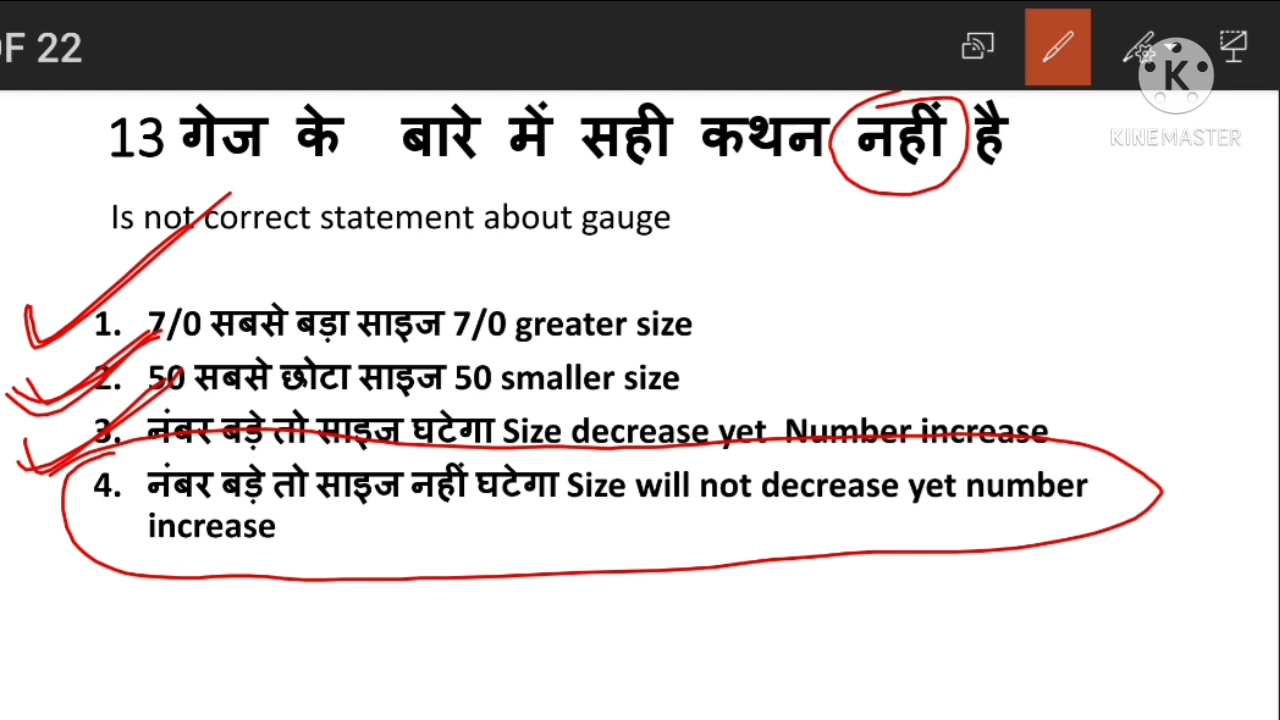 OF 22
K
KINEMASTER
13 गेज के बारे में सही कथन नहीं है
Is not correct statement about gauge
1. 7/0 सबसे बड़ा साइज 7/0 greater size
2. 50 सबसे छोटा साइज 50 smaller size
3. नंबर बड़े तो साइज घटेगा Size decrease yet Number increase
4. नंबर बड़े तो साइज नहीं घटेगा Size will not decrease yet number
increase